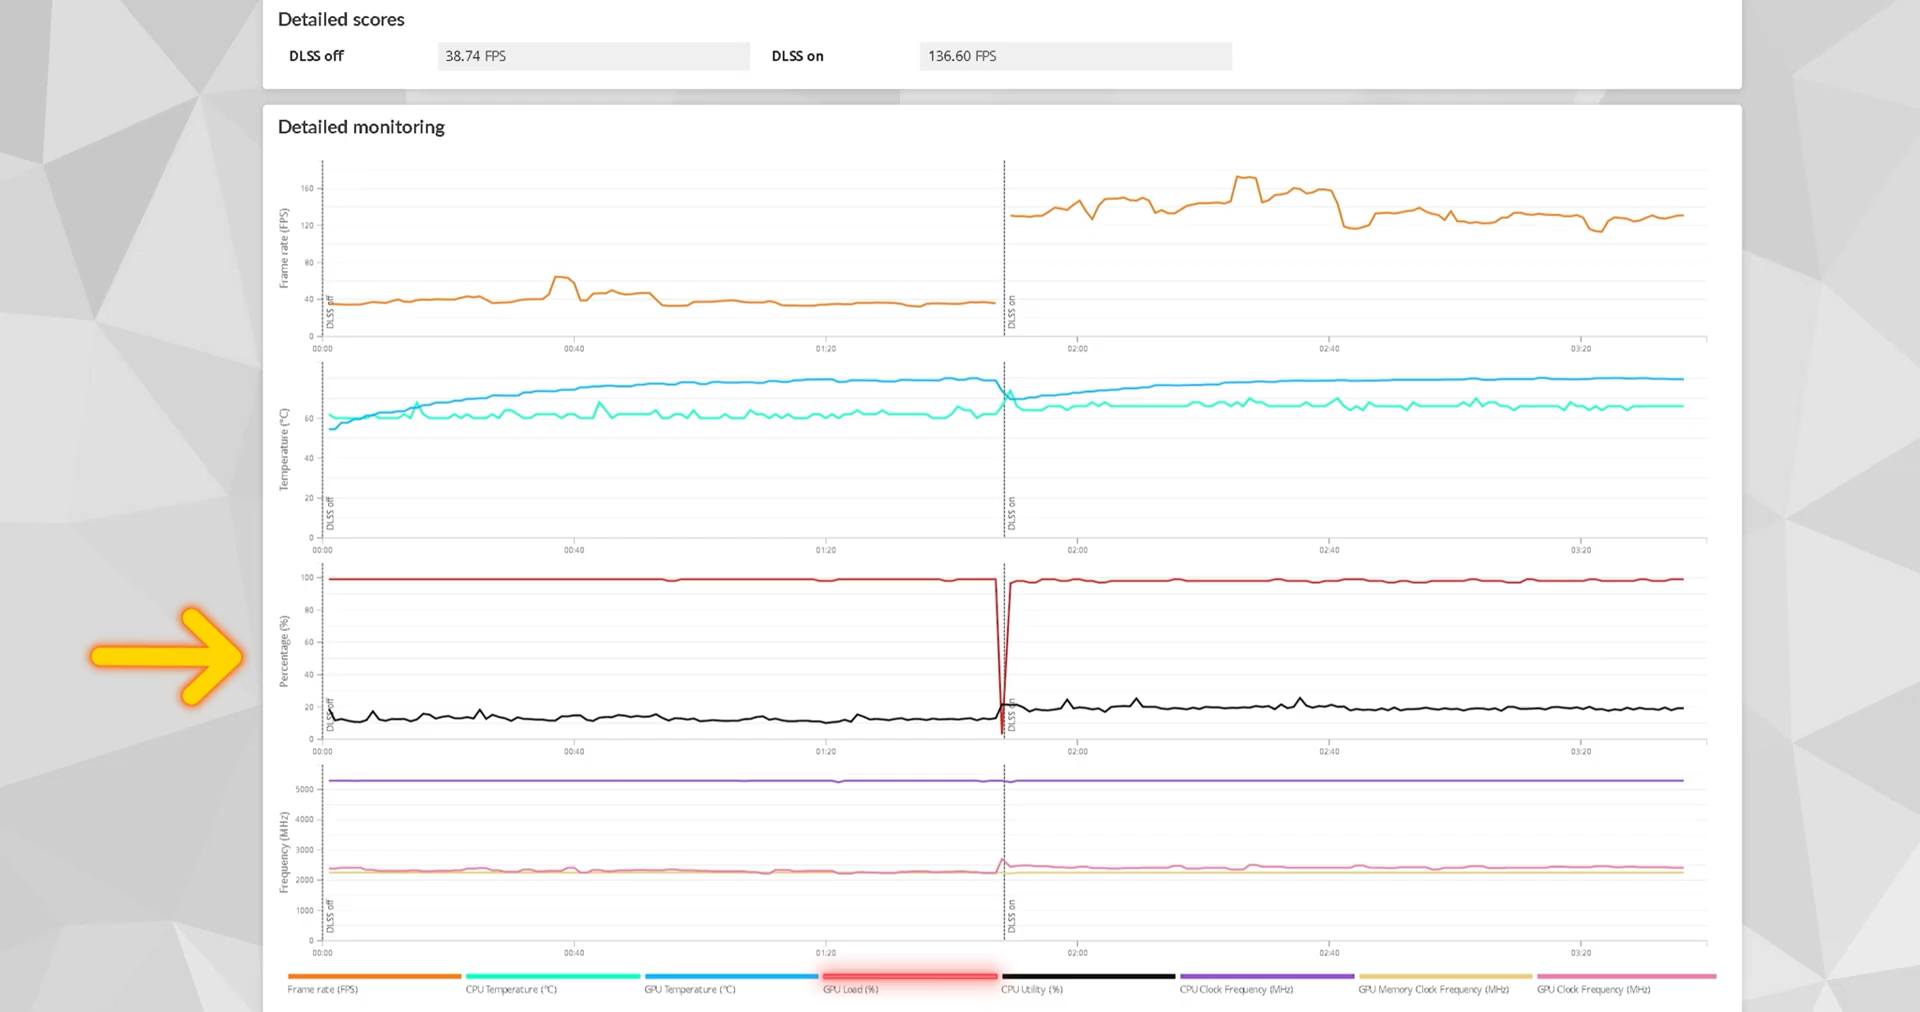 Detailed scores
DLSS off 38.74 FPS DLSS on 136.60 FPS
Detailed monitoring
Frame rate (FPS)
160
120
80
40
0
DLSS off
DLSS on
00:00 00:40 01:20 02:00 02:40 03:20
Temperature (°C)
60
40
20
0
DLSS off
DLSS on
00:00 00:40 01:20 02:00 02:40 03:20
Percentage (%)
100
80
60
40
20
0
DLSS off
DLSS on
00:00 00:40 01:20 02:00 02:40 03:20
Frequency (MHz)
5000
4000
3000
2000
1000
0
DLSS off
DLSS on
00:00 00:40 01:20 02:00 02:40 03:20
Frame rate (FPS) CPU Temperature (°C) GPU Temperature (°C) GPU Load (%) CPU Utility (%) CPU Clock Frequency (MHz) GPU Memory Clock Frequency (MHz) GPU Clock Frequency (MHz)